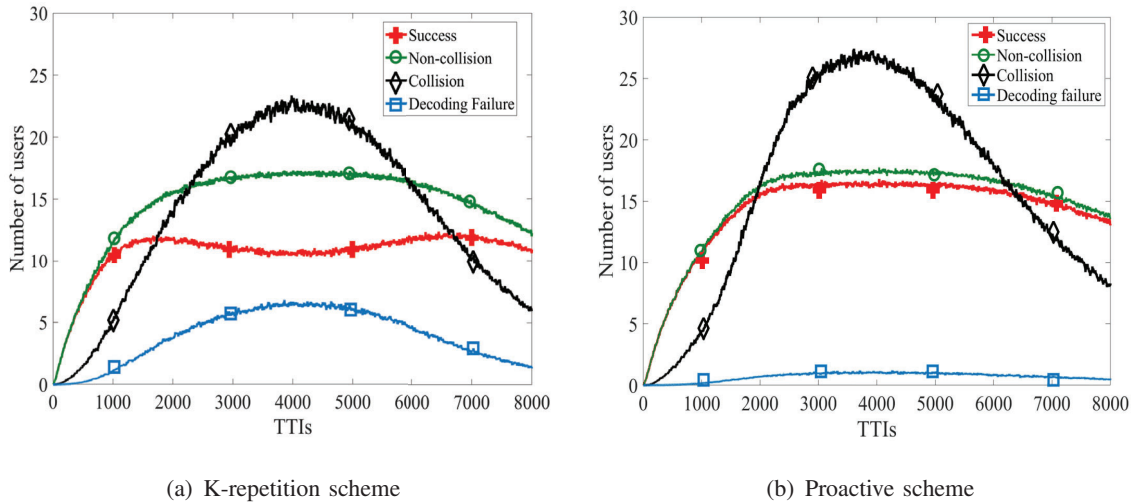 30
25
20
15
10
5
0
Number of users
Success
Non-collision
Collision
Decoding Failure
0 1000 2000 3000 4000 5000 6000 7000 8000
TTIs
(a) K-repetition scheme
30
25
20
15
10
5
0
Number of users
Success
Non-collision
Collision
Decoding failure
0 1000 2000 3000 4000 5000 6000 7000 8000
TTIs
(b) Proactive scheme